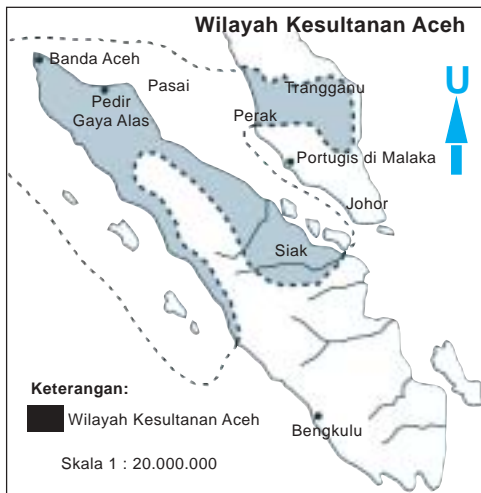 Wilayah Kesultanan Aceh
Banda Aceh
Pasai
Trangganu
U
Pedir
Gaya Alas
Perak
Portugis di Malaka
Johor
Siak
Keterangan:
Wilayah Kesultanan Aceh
Bengkulu
Skala 1 : 20.000.000